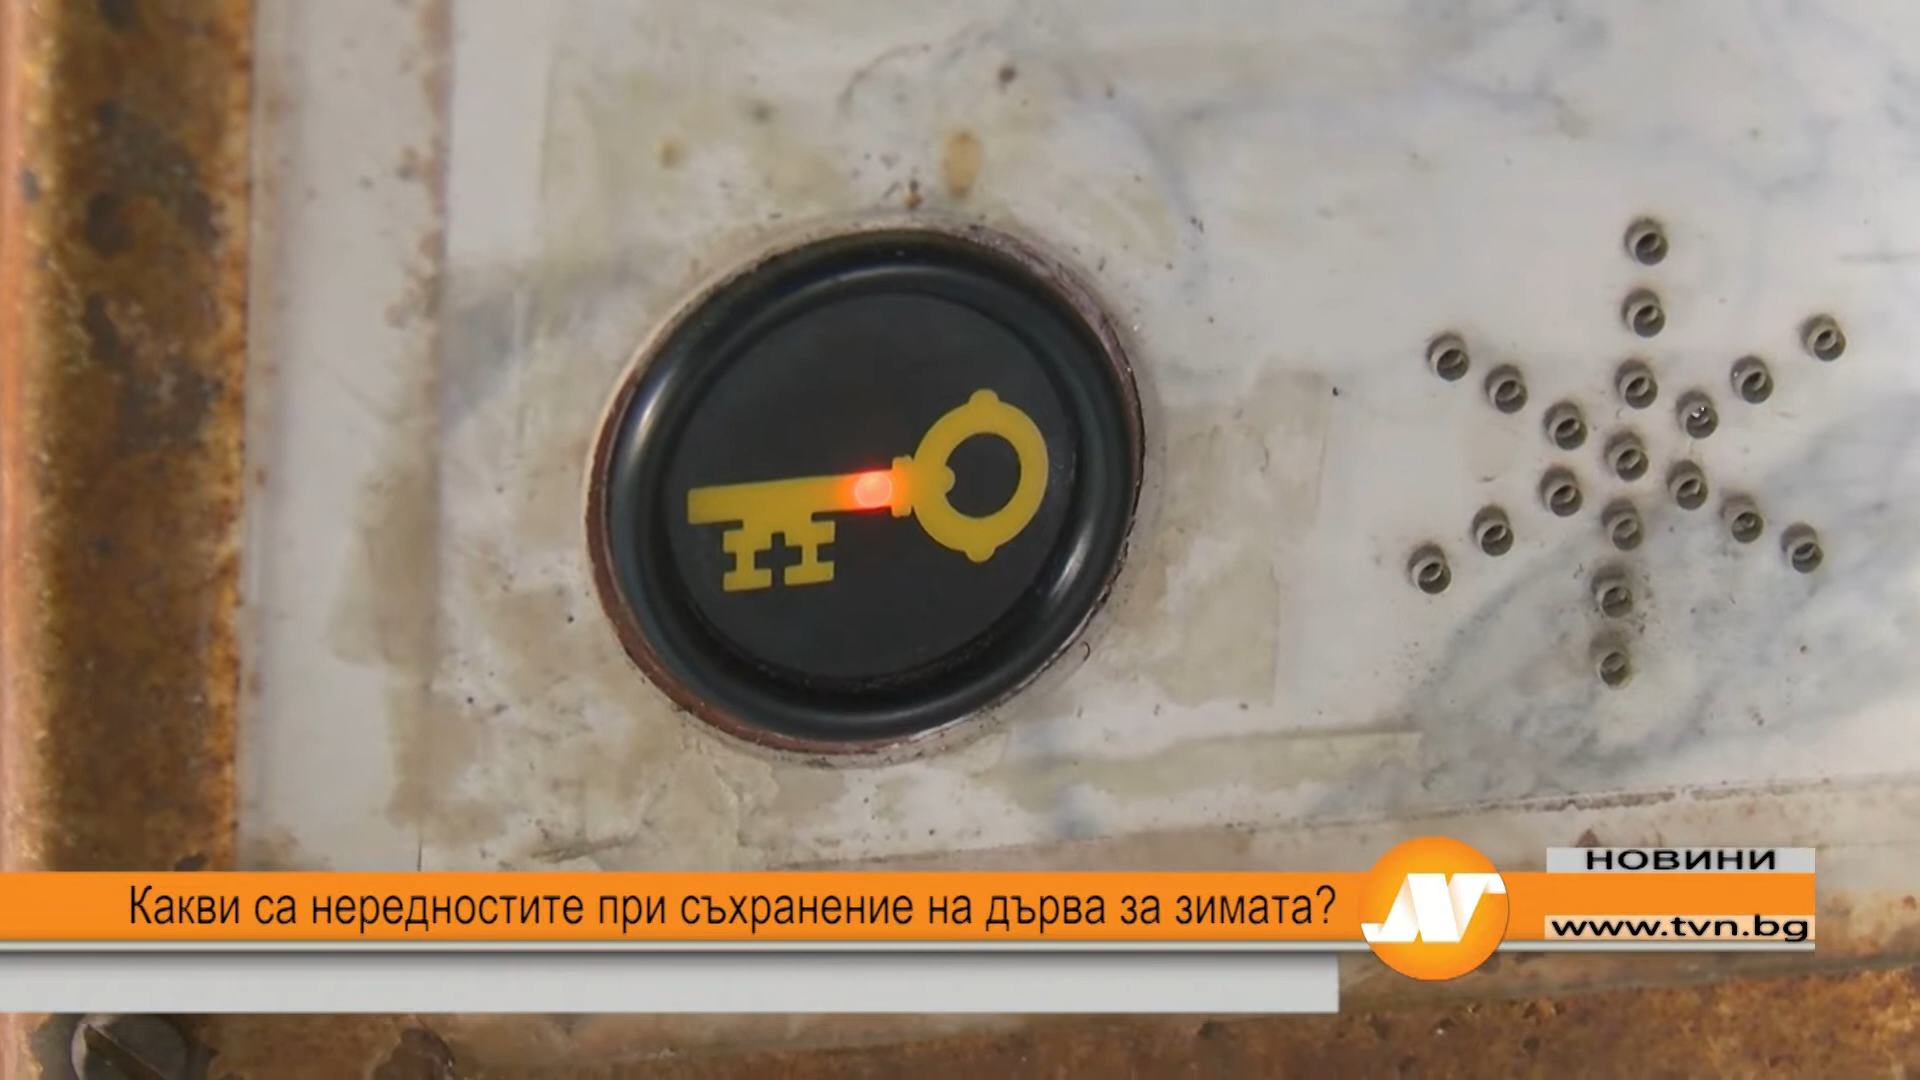 Какви са нередностите при съхранение на дърва за зимата?
НОВИНИ
www.tvn.bg